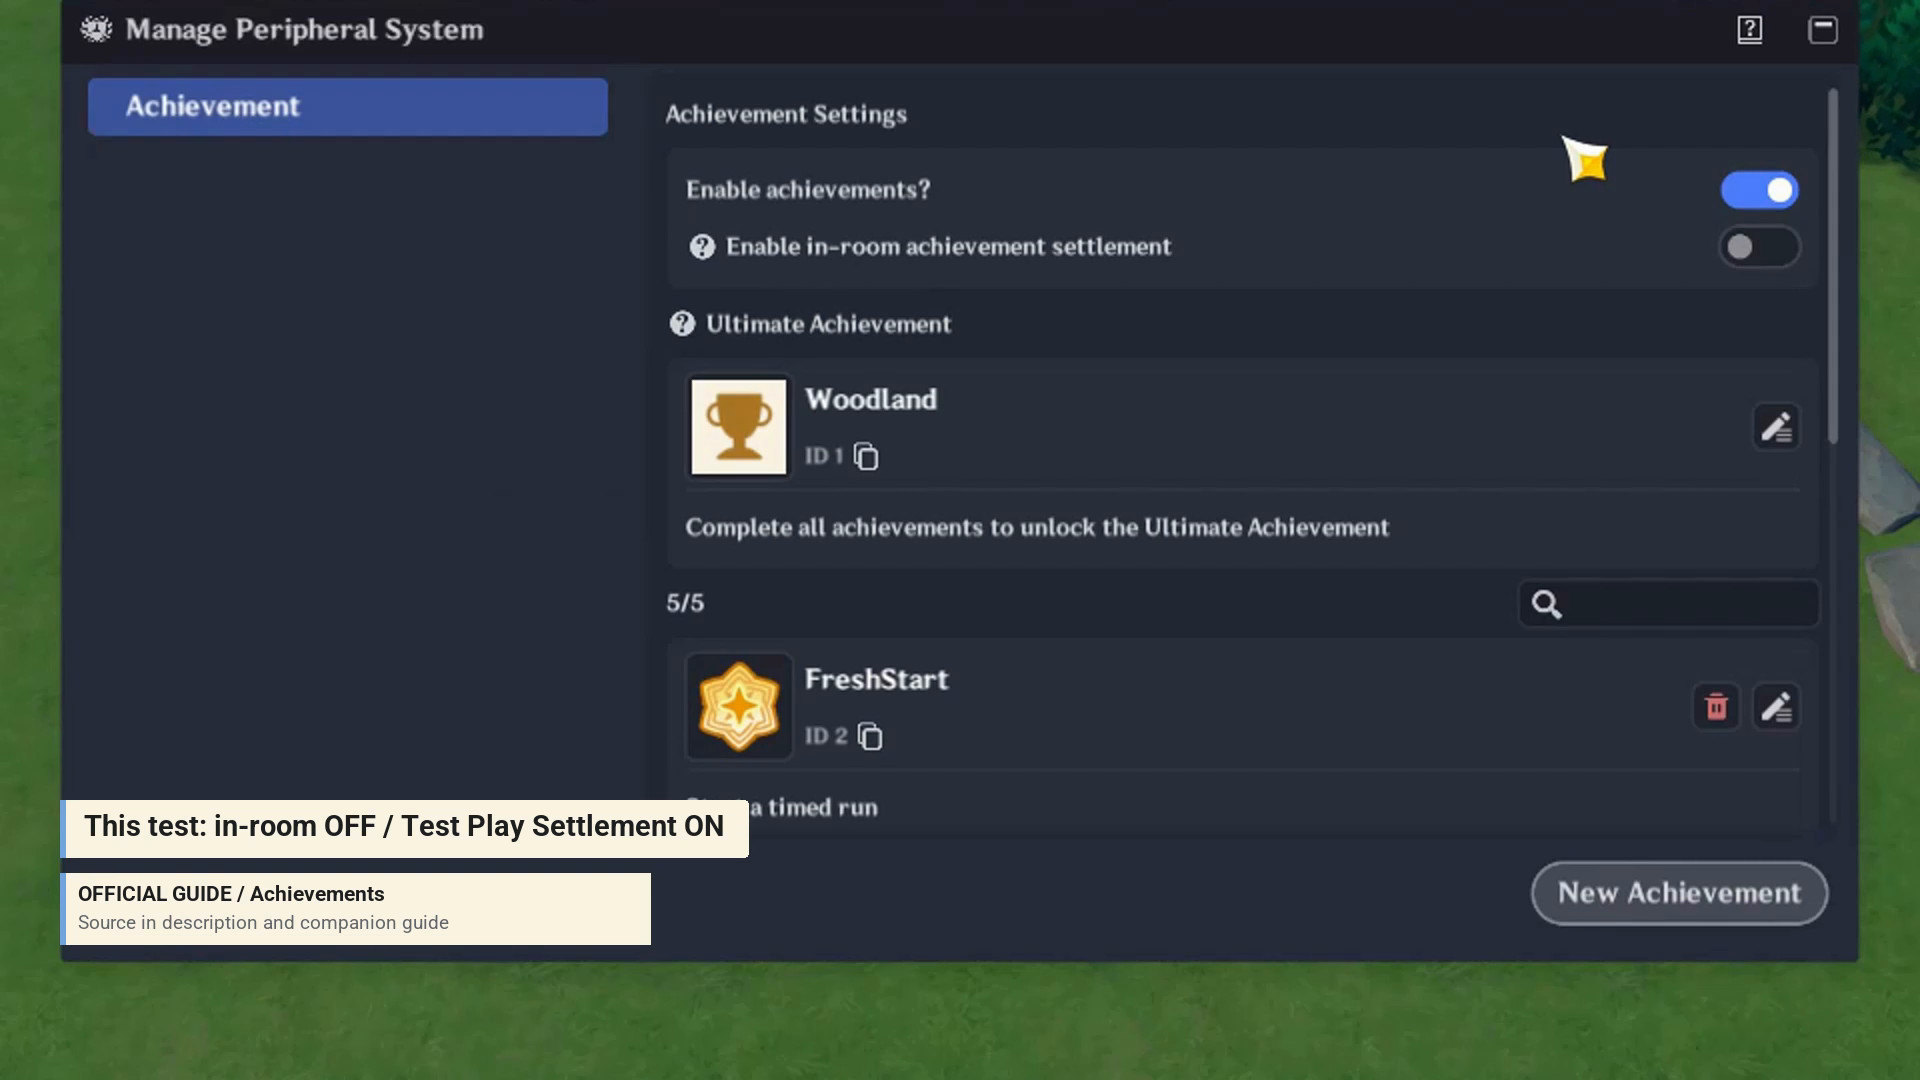 Manage Peripheral System
Achievement
Achievement Settings
Enable achievements?
Enable in-room achievement settlement
Ultimate Achievement
Woodland
ID 1
Complete all achievements to unlock the Ultimate Achievement
5/5
FreshStart
ID 2
a timed run
This test: in-room OFF / Test Play Settlement ON
OFFICIAL GUIDE / Achievements
Source in description and companion guide
New Achievement